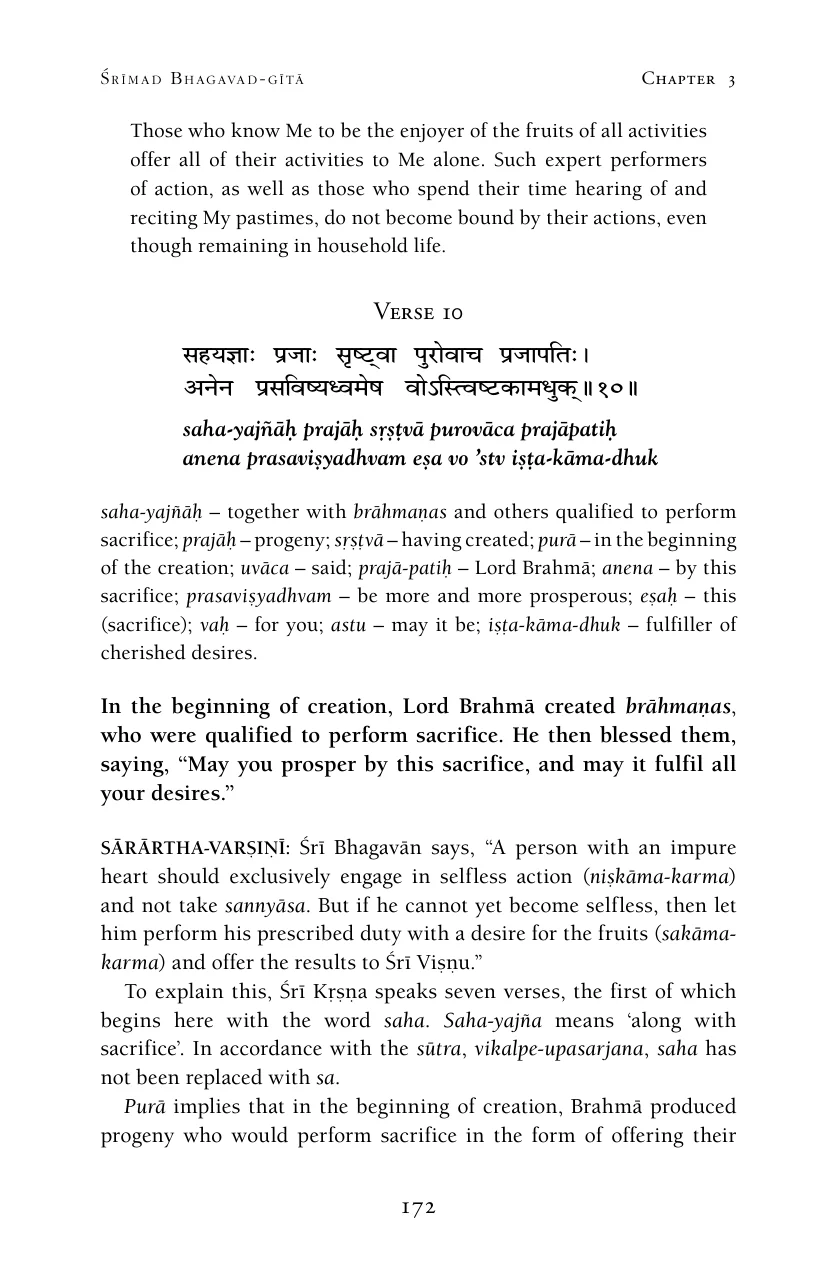 Śrīmad Bhagavad-gītā Chapter 3
Those who know Me to be the enjoyer of the fruits of all activities
offer all of their activities to Me alone. Such expert performers
of action, as well as those who spend their time hearing of and
reciting My pastimes, do not become bound by their actions, even
though remaining in household life.
Verse 10
सहयज्ञाः प्रजाः सृष्ट्वा पुरोवाच प्रजापतिः।
अनेन प्रसविष्यध्वमेष वोऽस्त्विष्टकामधुक्॥१०॥
saha-yajñāḥ prajāḥ sṛṣṭvā purovāca prajāpatiḥ
anena prasaviṣyadhvam eṣa vo ’stv iṣṭa-kāma-dhuk
saha-yajñāḥ – together with brāhmaṇas and others qualified to perform
sacrifice; prajāḥ – progeny; sṛṣṭvā – having created; purā – in the beginning
of the creation; uvāca – said; prajā-patiḥ – Lord Brahmā; anena – by this
sacrifice; prasaviṣyadhvam – be more and more prosperous; eṣaḥ – this
(sacrifice); vaḥ – for you; astu – may it be; iṣṭa-kāma-dhuk – fulfiller of
cherished desires.
In the beginning of creation, Lord Brahmā created brāhmaṇas,
who were qualified to perform sacrifice. He then blessed them,
saying, “May you prosper by this sacrifice, and may it fulfil all
your desires.”
SĀRĀRTHA-VARṢIṆĪ: Śrī Bhagavān says, “A person with an impure
heart should exclusively engage in selfless action (niṣkāma-karma)
and not take sannyāsa. But if he cannot yet become selfless, then let
him perform his prescribed duty with a desire for the fruits (sakāma-
karma) and offer the results to Śrī Viṣṇu.”
To explain this, Śrī Kṛṣṇa speaks seven verses, the first of which
begins here with the word saha. Saha-yajña means ‘along with
sacrifice’. In accordance with the sūtra, vikalpe-upasarjana, saha has
not been replaced with sa.
Purā implies that in the beginning of creation, Brahmā produced
progeny who would perform sacrifice in the form of offering their
172